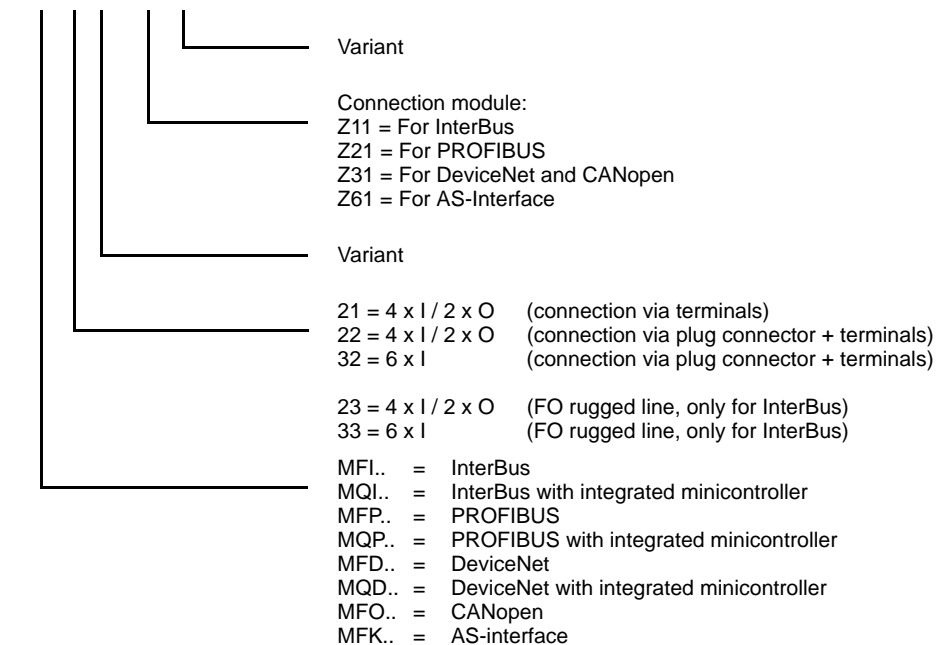 Variant
Connection module:
Z11 = For InterBus
Z21 = For PROFIBUS
Z31 = For DeviceNet and CANopen
Z61 = For AS-Interface
Variant
21 = 4 x I / 2 x O (connection via terminals)
22 = 4 x I / 2 x O (connection via plug connector + terminals)
32 = 6 x I (connection via plug connector + terminals)
23 = 4 x I / 2 x O (FO rugged line, only for InterBus)
33 = 6 x I (FO rugged line, only for InterBus)
MFI.. = InterBus
MQI.. = InterBus with integrated minicontroller
MFP.. = PROFIBUS
MQP.. = PROFIBUS with integrated minicontroller
MFD.. = DeviceNet
MQD.. = DeviceNet with integrated minicontroller
MFO.. = CANopen
MFK.. = AS-interface